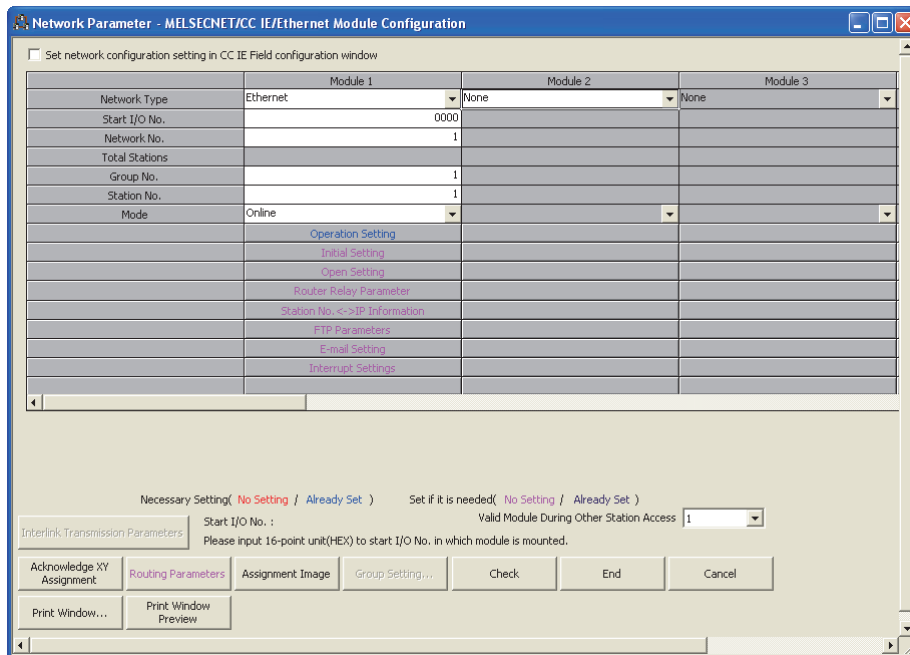 Network Parameter - MELSECNET/CC IE/Ethernet Module Configuration
Set network configuration setting in CC IE Field configuration window
Module 1 Module 2 Module 3
Network Type Ethernet None None
Start I/O No. 0000
Network No. 1
Total Stations
Group No. 1
Station No. 1
Mode Online
Operation Setting
Initial Setting
Open Setting
Router Relay Parameter
Station No.<->IP Information
FTP Parameters
E-mail Setting
Interrupt Settings
Necessary Setting( No Setting / Already Set ) Set if it is needed( No Setting / Already Set )
Interlink Transmission Parameters
Start I/O No. :
Valid Module During Other Station Access 1
Please input 16-point unit(HEX) to start I/O No. in which module is mounted.
Acknowledge XY Assignment
Routing Parameters
Assignment Image
Group Setting...
Check
End
Cancel
Print Window...
Print Window Preview